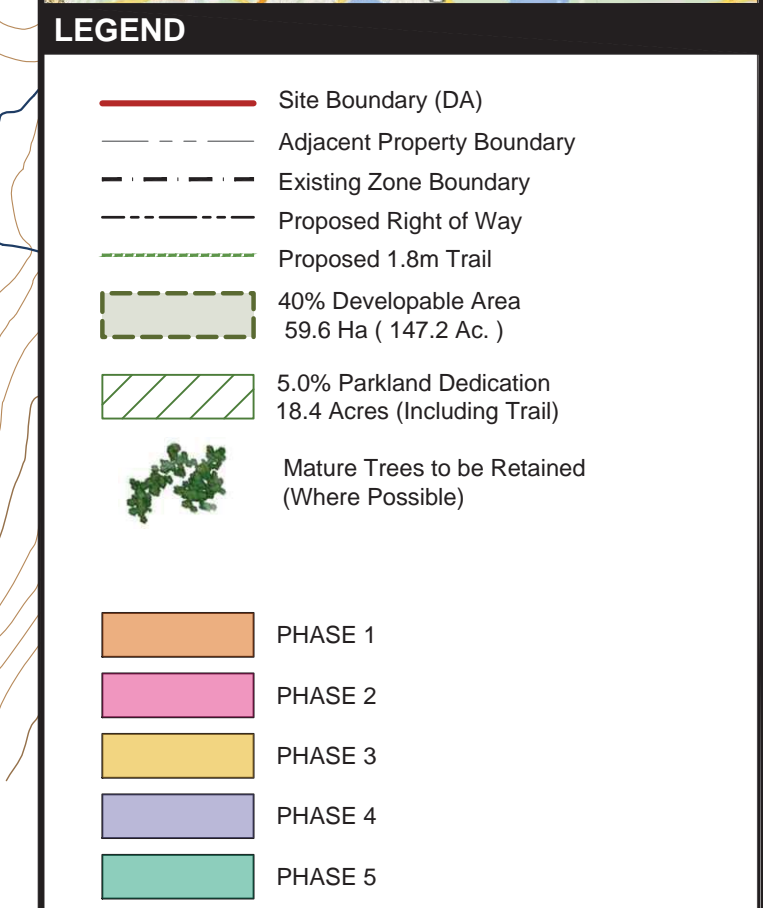 LEGEND
Site Boundary (DA)
Adjacent Property Boundary
Existing Zone Boundary
Proposed Right of Way
Proposed 1.8m Trail
40% Developable Area
59.6 Ha ( 147.2 Ac. )
5.0% Parkland Dedication
18.4 Acres (Including Trail)
Mature Trees to be Retained
(Where Possible)
PHASE 1
PHASE 2
PHASE 3
PHASE 4
PHASE 5